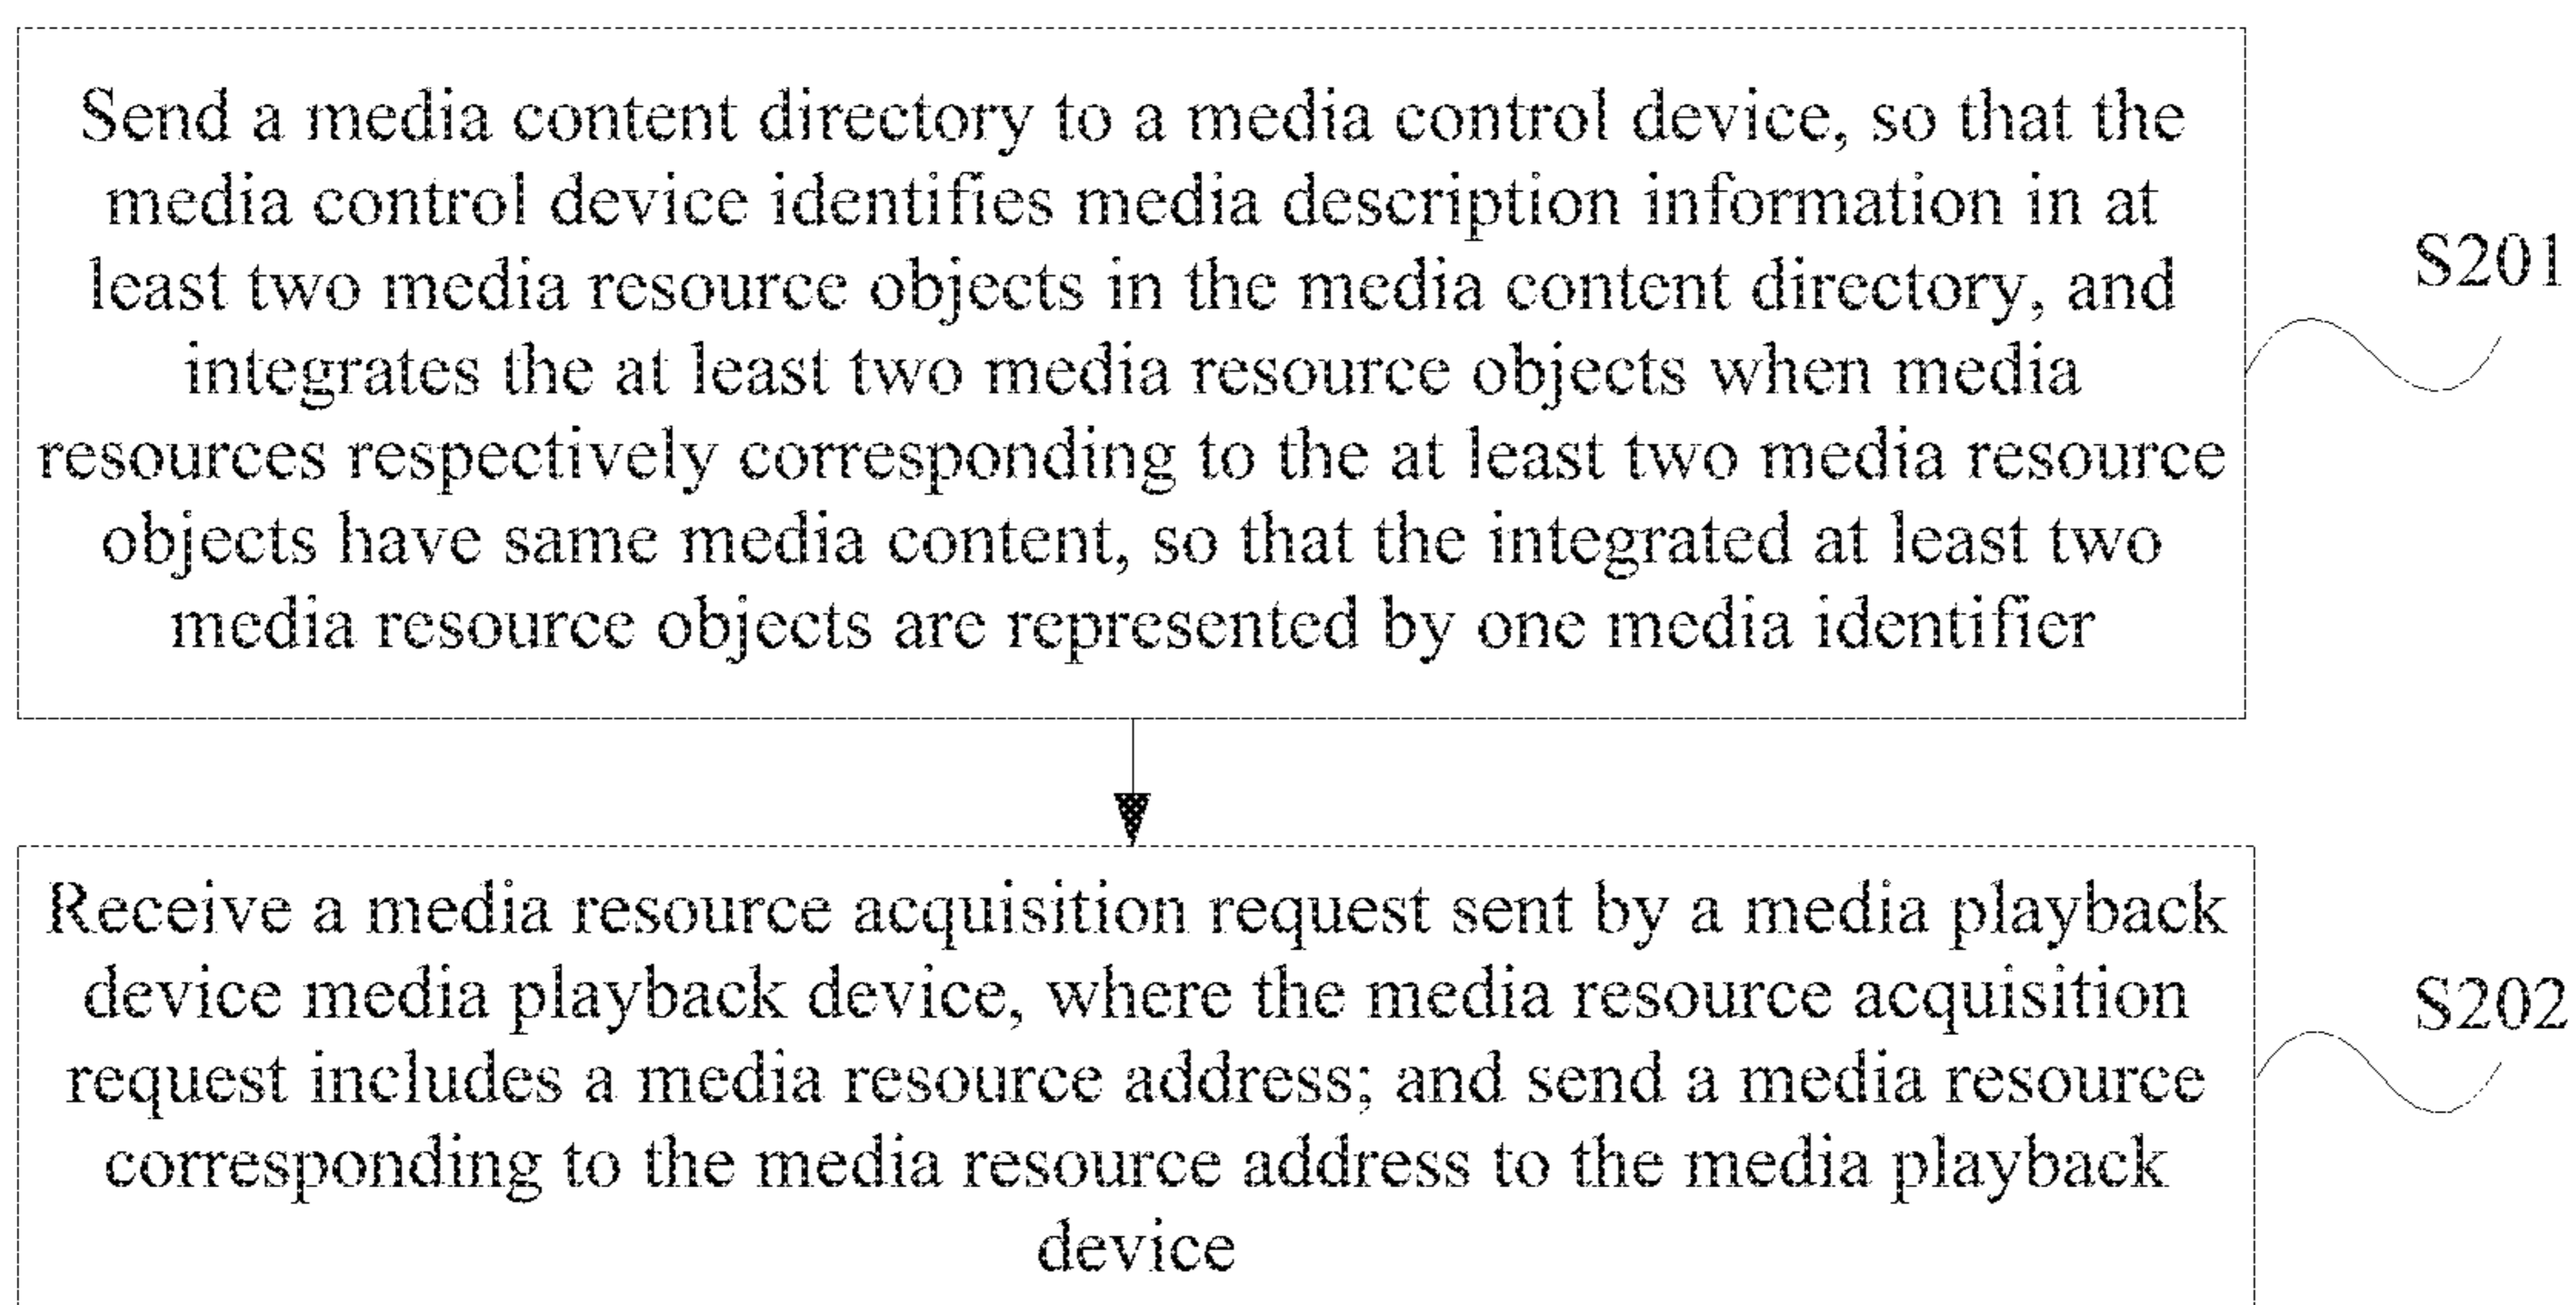 Send a media content directory to a media control device, so that the
media control device identifies media description information in at
least two media resource objects in the media content directory, and
integrates the at least two media resource objects when media
resources respectively corresponding to the at least two media resource
objects have same media content, so that the integrated at least two
media resource objects are represented by one media identifier
S201
Receive a media resource acquisition request sent by a media playback
device media playback device, where the media resource acquisition
request includes a media resource address; and send a media resource
corresponding to the media resource address to the media playback
device
S202